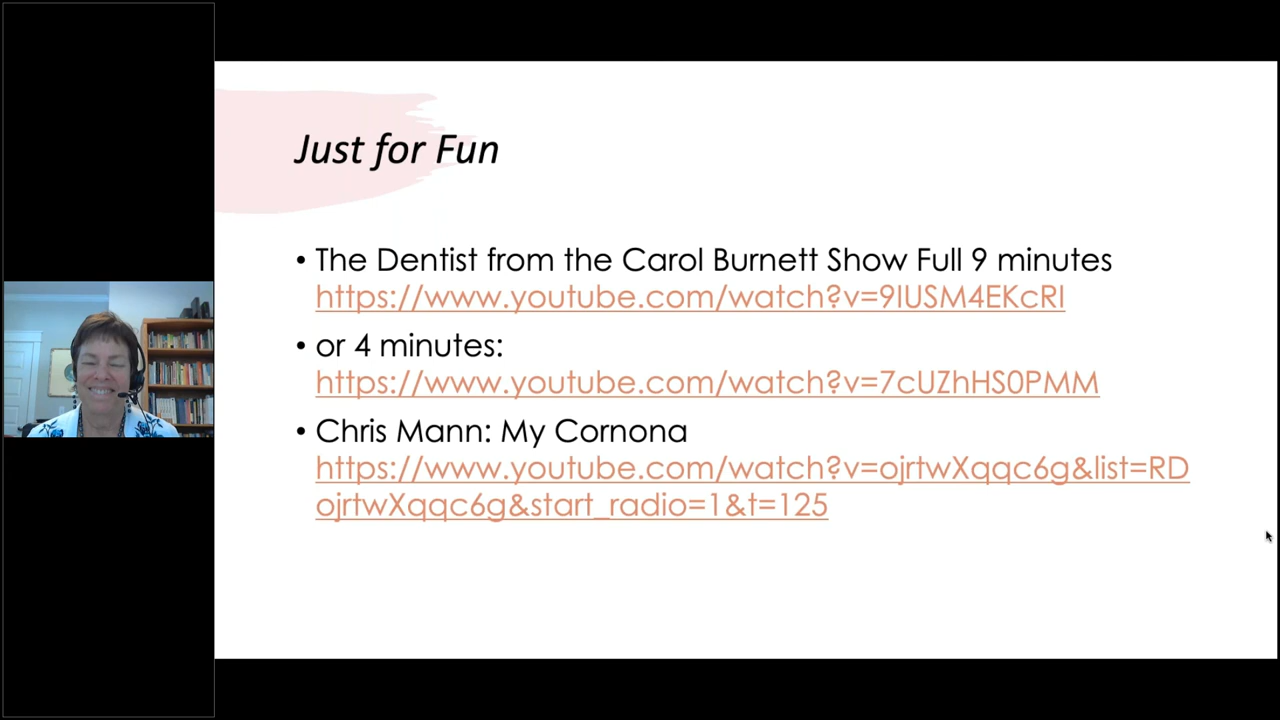 Just for Fun
• The Dentist from the Carol Burnett Show Full 9 minutes
https://www.youtube.com/watch?v=9IUSM4EKcRI
• or 4 minutes:
https://www.youtube.com/watch?v=7cUZhHS0PMM
• Chris Mann: My Cornona
https://www.youtube.com/watch?v=ojrtwXqqc6g&list=RD
ojrtwXqqc6g&start_radio=1&t=125